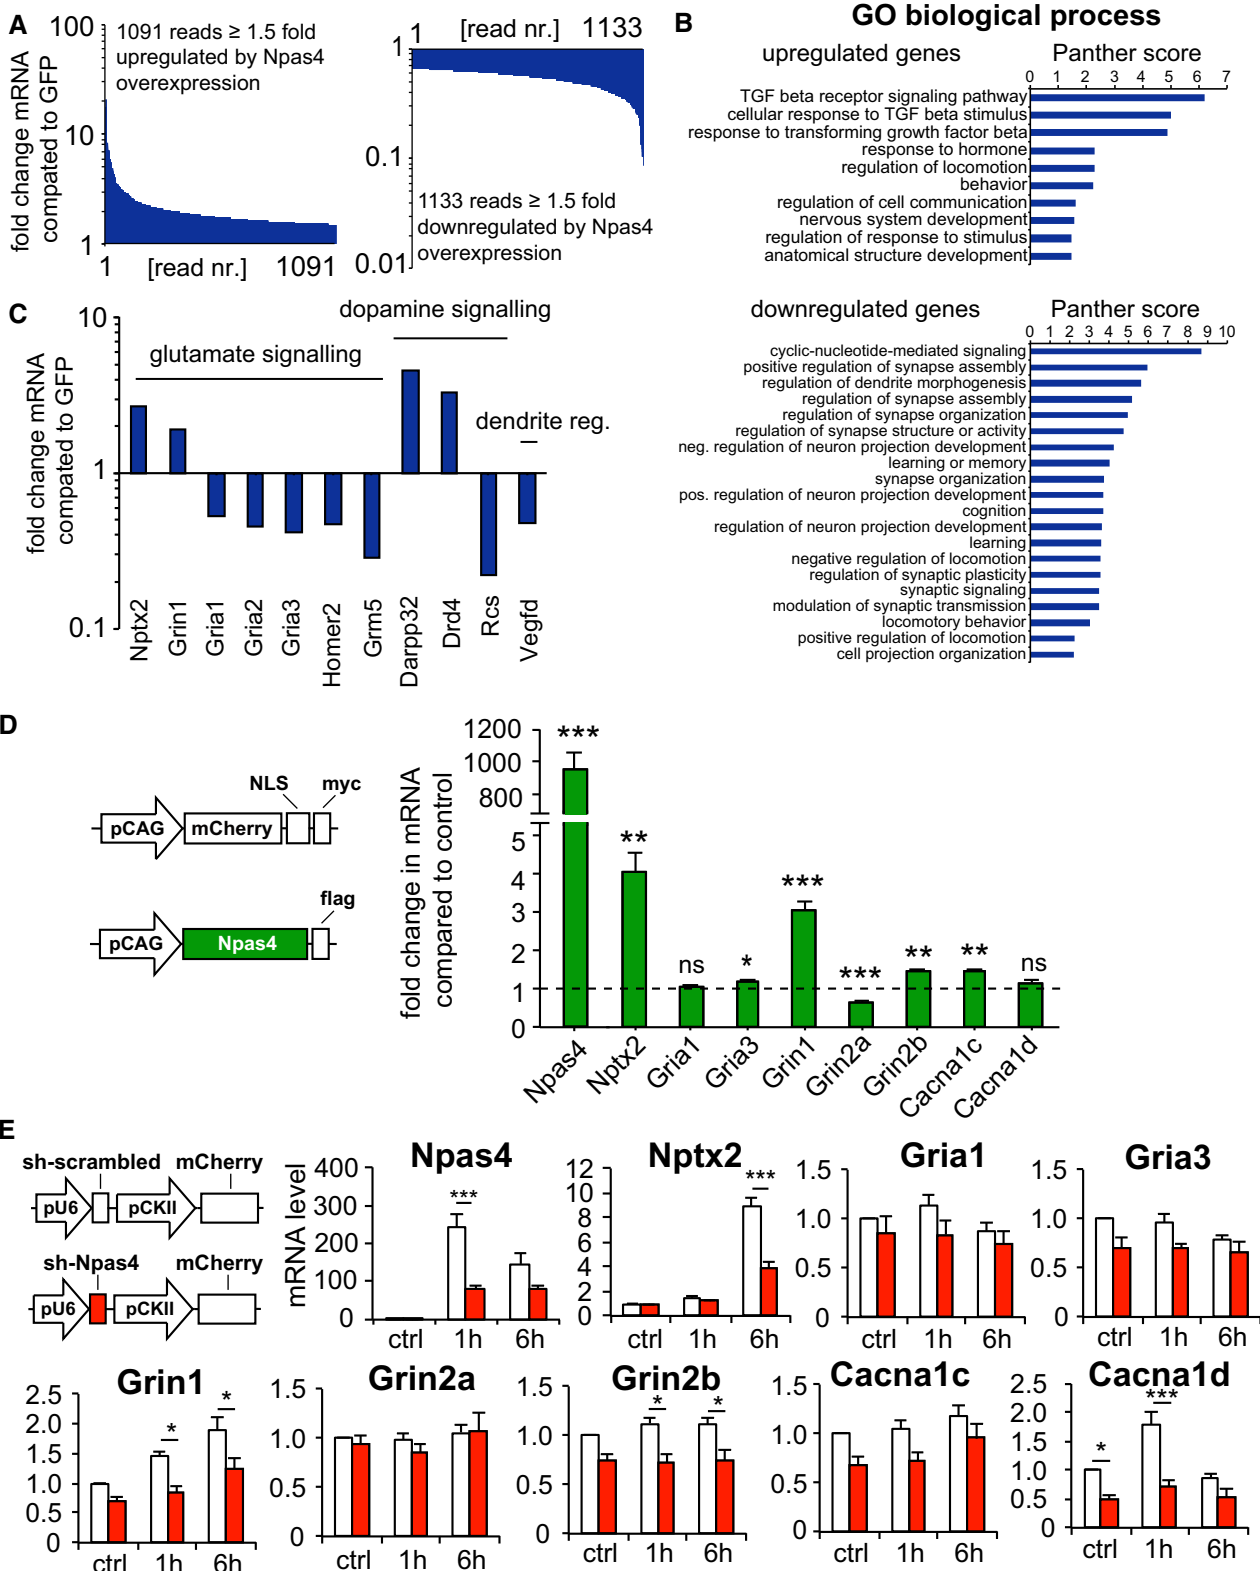 A
fold change mRNA
compated to GFP
100
10
1
1091 reads ≥ 1.5 fold
upregulated by Npas4
overexpression
1 [read nr.] 1091
1 [read nr.] 1133
1
0.1
0.01
1133 reads ≥ 1.5 fold
downregulated by Npas4
overexpression
B
GO biological process
upregulated genes Panther score
0 1 2 3 4 5 6 7
TGF beta receptor signaling pathway
cellular response to TGF beta stimulus
response to transforming growth factor beta
response to hormone
regulation of locomotion
behavior
regulation of cell communication
nervous system development
regulation of response to stimulus
anatomical structure development
downregulated genes Panther score
0 1 2 3 4 5 6 7 8 9 10
cyclic-nucleotide-mediated signaling
positive regulation of synapse assembly
regulation of dendrite morphogenesis
regulation of synapse assembly
regulation of synapse organization
regulation of synapse structure or activity
neg. regulation of neuron projection development
learning or memory
synapse organization
pos. regulation of neuron projection development
cognition
regulation of neuron projection development
learning
negative regulation of locomotion
regulation of synaptic plasticity
synaptic signaling
modulation of synaptic transmission
locomotory behavior
positive regulation of locomotion
cell projection organization
C
fold change mRNA
compated to GFP
10
1
0.1
glutamate signalling
dopamine signalling
dendrite reg.
Nptx2
Grin1
Gria1
Gria2
Gria3
Homer2
Grm5
Darpp32
Drd4
Rcs
Vegfd
D
NLS myc
pCAG mCherry
flag
pCAG Npas4
fold change in mRNA
compared to control
1200
1000
800
5
4
3
2
1
0
***
**
ns
*
***
***
**
**
ns
Npas4
Nptx2
Gria1
Gria3
Grin1
Grin2a
Grin2b
Cacna1c
Cacna1d
E
sh-scrambled mCherry
pU6 pCKII
sh-Npas4 mCherry
pU6 pCKII
Npas4
mRNA level
400
300
200
100
0
***
ctrl 1h 6h
Nptx2
12
10
8
6
4
2
0
***
ctrl 1h 6h
Gria1
1.5
1.0
0.5
0
ctrl 1h 6h
Gria3
1.5
1.0
0.5
0
ctrl 1h 6h
Grin1
2.5
2.0
1.5
1.0
0.5
0
*
*
ctrl 1h 6h
Grin2a
1.5
1.0
0.5
0
ctrl 1h 6h
Grin2b
1.5
1.0
0.5
0
*
*
ctrl 1h 6h
Cacna1c
1.5
1.0
0.5
0
ctrl 1h 6h
Cacna1d
2.5
2.0
1.5
1.0
0.5
0
*
***
ctrl 1h 6h